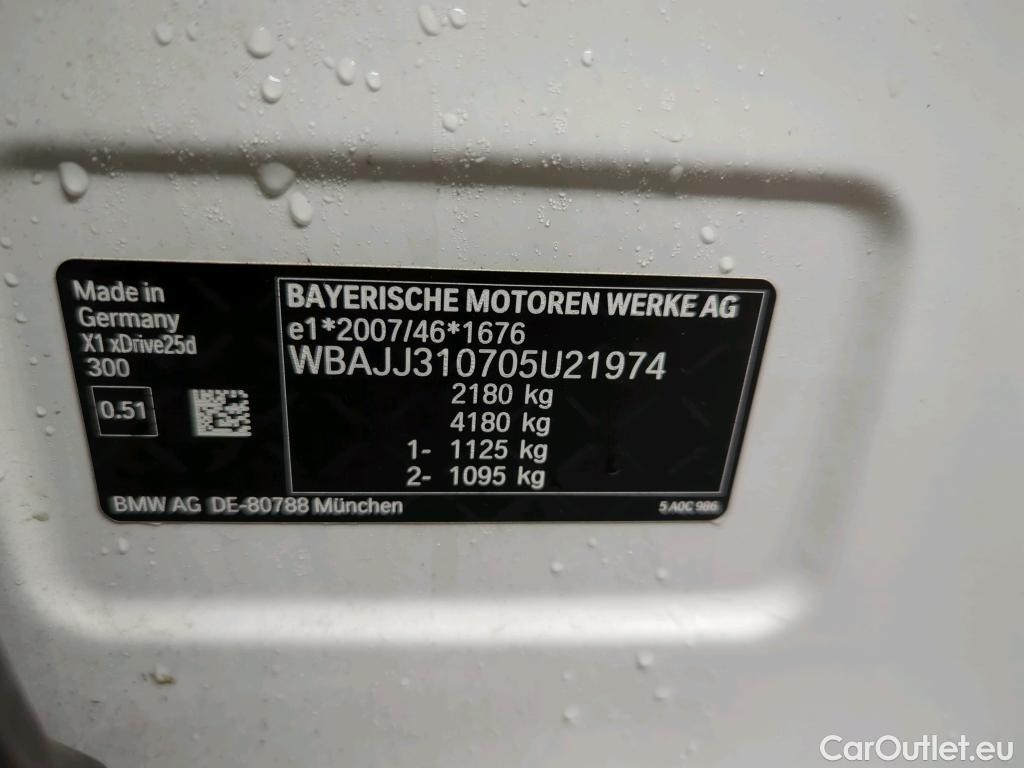 Made in
Germany
X1 xDrive25d
300
0.51
BAYERISCHE MOTOREN WERKE AG
e1*2007/46*1676
WBAJJ310705U21974
2180 kg
4180 kg
1- 1125 kg
2- 1095 kg
BMW AG DE-80788 München
5 A0C 986
CarOutlet.eu